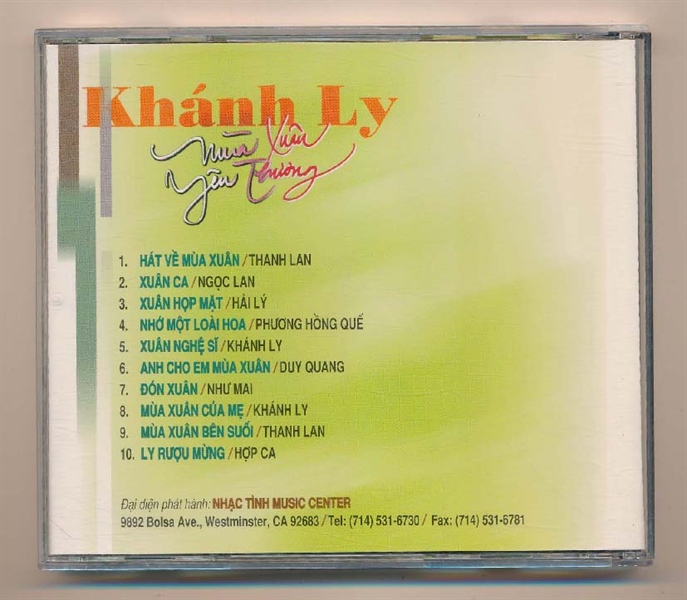 Khánh Ly
Mùa Xuân
Yêu Thương
1. HÁT VỀ MÙA XUÂN / THANH LAN
2. XUÂN CA / NGỌC LAN
3. XUÂN HỌP MẶT / HẢI LÝ
4. NHỚ MỘT LOÀI HOA / PHƯƠNG HỒNG QUẾ
5. XUÂN NGHỆ SĨ / KHÁNH LY
6. ANH CHO EM MÙA XUÂN / DUY QUANG
7. ĐÓN XUÂN / NHƯ MAI
8. MÙA XUÂN CỦA MẸ / KHÁNH LY
9. MÙA XUÂN BÊN SUỐI / THANH LAN
10. LY RƯỢU MỪNG / HỢP CA
Đại diện phát hành: NHẠC TÌNH MUSIC CENTER
9892 Bolsa Ave., Westminster, CA 92683 / Tel: (714) 531-6730 / Fax: (714) 531-6781